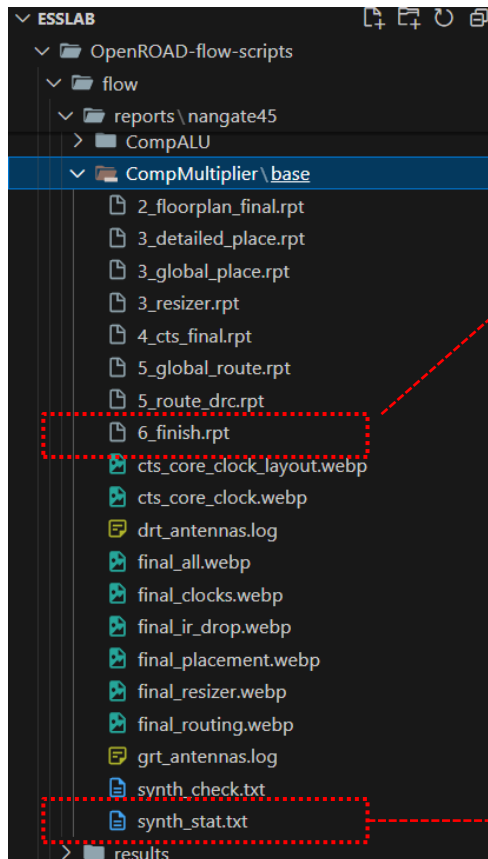 ESSLAB
OpenROAD-flow-scripts
flow
reports\nangate45
CompALU
CompMultiplier\base
2_floorplan_final.rpt
3_detailed_place.rpt
3_global_place.rpt
3_resizer.rpt
4_cts_final.rpt
5_global_route.rpt
5_route_drc.rpt
6_finish.rpt
cts_core_clock_layout.webp
cts_core_clock.webp
drt_antennas.log
final_all.webp
final_clocks.webp
final_ir_drop.webp
final_placement.webp
final_resizer.webp
final_routing.webp
grt_antennas.log
synth_check.txt
synth_stat.txt
results